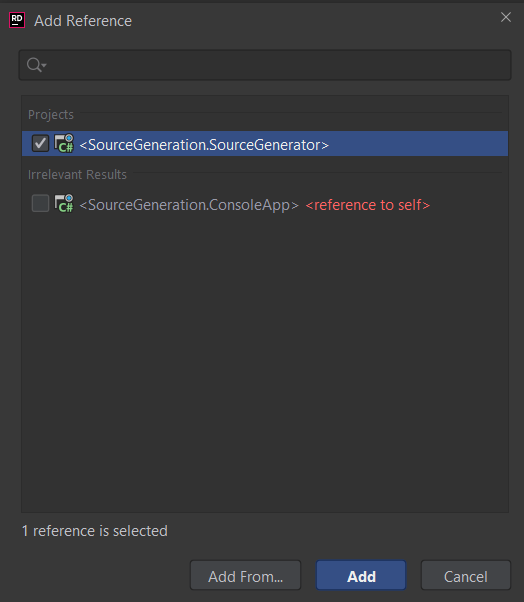 RD
Add Reference
Projects
C# <SourceGeneration.SourceGenerator>
Irrelevant Results
C# <SourceGeneration.ConsoleApp> <reference to self>
1 reference is selected
Add From... Add Cancel